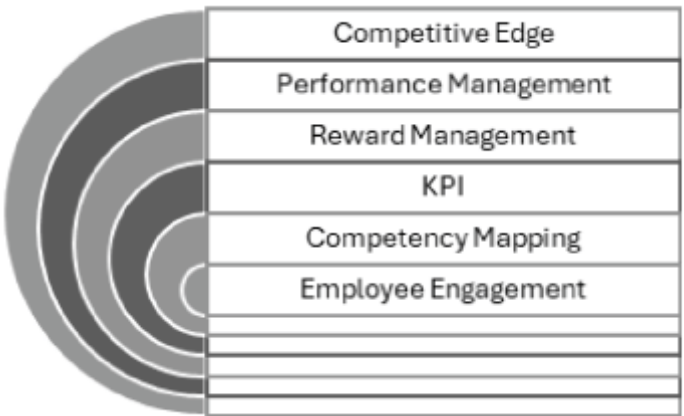 Competitive Edge
Performance Management
Reward Management
KPI
Competency Mapping
Employee Engagement